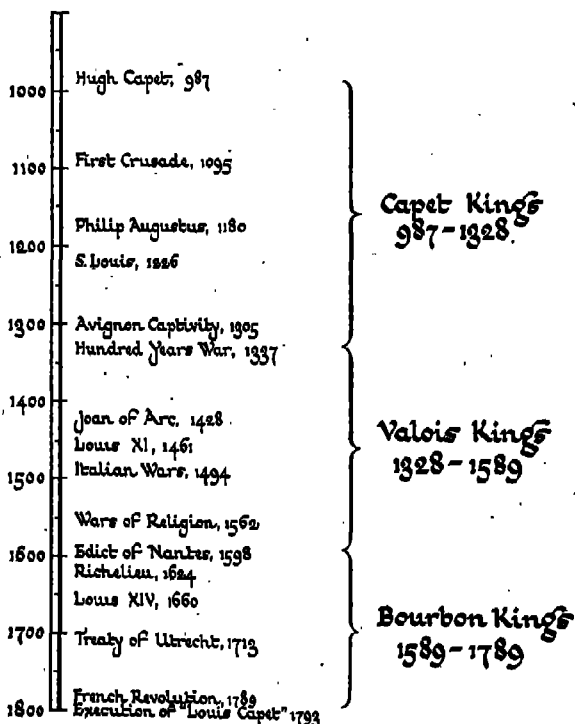 Hugh Capet, 987
1000
First Crusade, 1095
1100
Philip Augustus, 1180
1200
S. Louis, 1226
Avignon Captivity, 1305
1300
Hundred Years War, 1337
1400
Joan of Arc, 1428
Louis XI, 1461
Italian Wars, 1494
1500
Wars of Religion, 1562
Edict of Nantes, 1598
1600
Richelieu, 1624
Louis XIV, 1660
1700
Treaty of Utrecht, 1713
French Revolution, 1789
1800
Execution of "Louis Capet" 1793
Capet Kings
987-1328
Valois Kings
1328-1589
Bourbon Kings
1589-1789